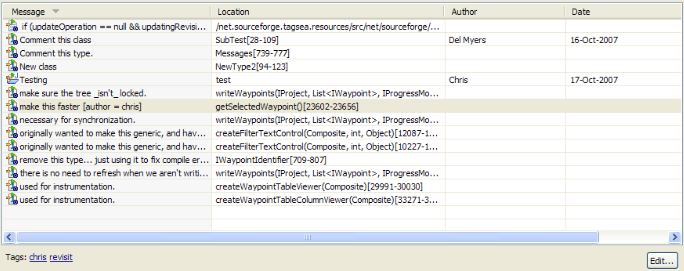 Message Location Author Date
if (updateOperation == null && updatingRevisi... /net.sourceforge.tagsea.resources/src/net/sourceforge/...
Comment this class SubTest[28-109] Del Myers 16-Oct-2007
Comment this type. Messages[739-777]
New class NewType2[94-123]
Testing test Chris 17-Oct-2007
make sure the tree _isn't_ locked. writeWaypoints(IProject, List<IWaypoint>, IProgressMo...
make this faster [author = chris] getSelectedWaypoint()[23602-23656]
necessary for synchronization. writeWaypoints(IProject, List<IWaypoint>, IProgressMo...
originally wanted to make this generic, and hav... createFilterTextControl(Composite, int, Object)[12087-1...
originally wanted to make this generic, and hav... createFilterTextControl(Composite, int, Object)[10227-1...
remove this type... just using it to fix compile er... IWaypointIdentifier[709-807]
there is no need to refresh when we aren't writi... writeWaypoints(IProject, List<IWaypoint>, IProgressMo...
used for instrumentation. createWaypointTableViewer(Composite)[29991-30030]
used for instrumentation. createWaypointTableColumnViewer(Composite)[33271-3...
Tags: chris revisit
Edit...